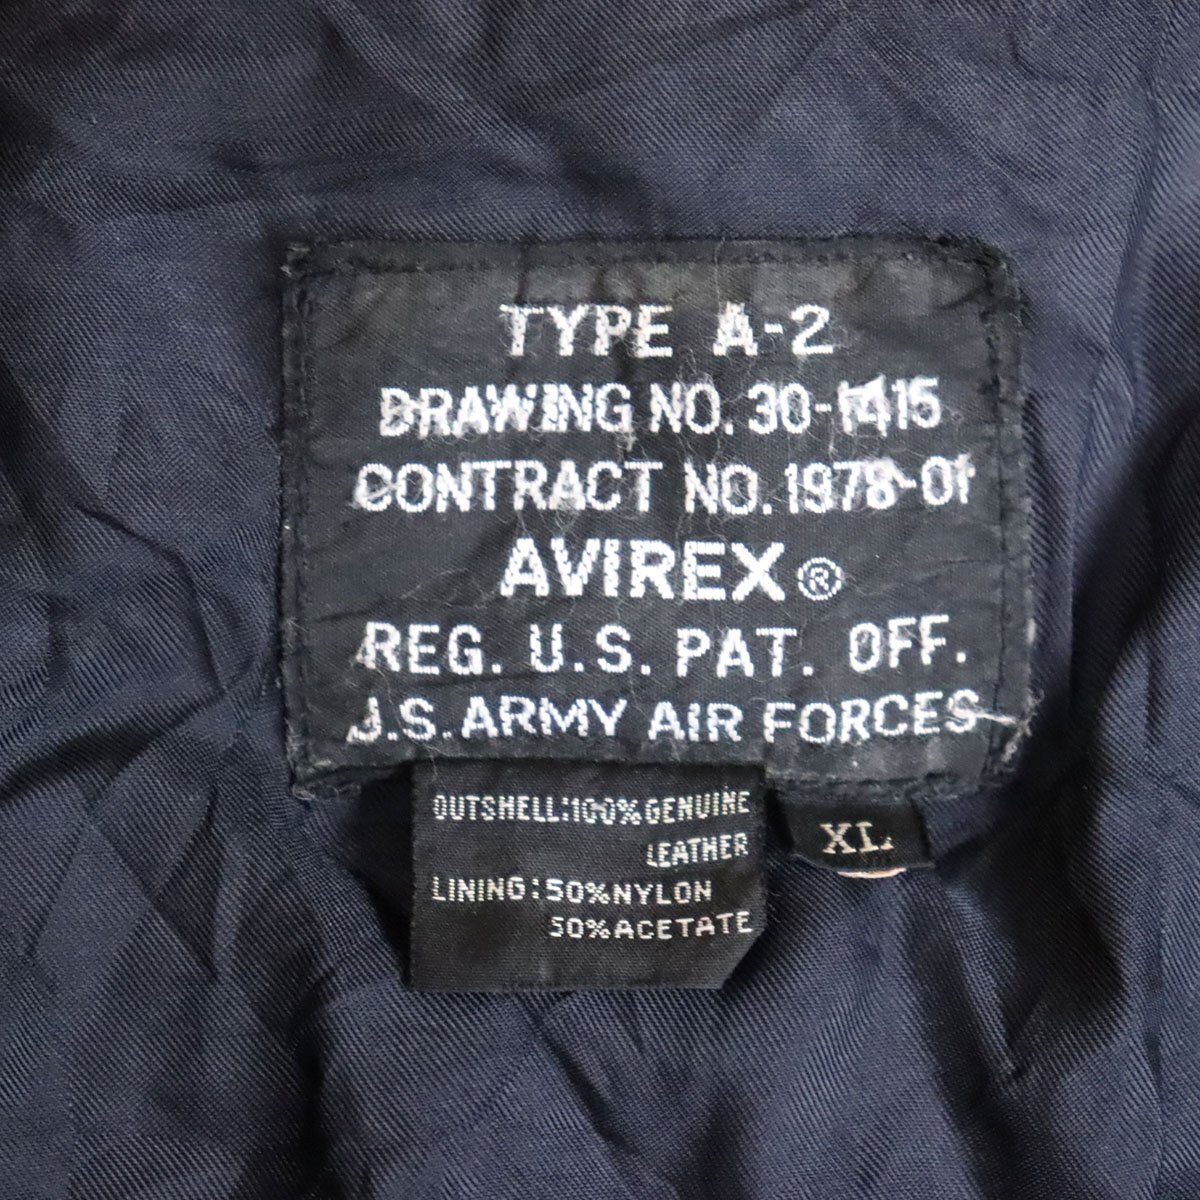 TYPE A-2
DRAWING NO. 30-1415
CONTRACT NO. 1978-01
AVIREX®
REG. U.S. PAT. OFF.
U.S. ARMY AIR FORCES
OUTSHELL:100%GENUINE
LEATHER
XL
LINING:50%NYLON
50%ACETATE